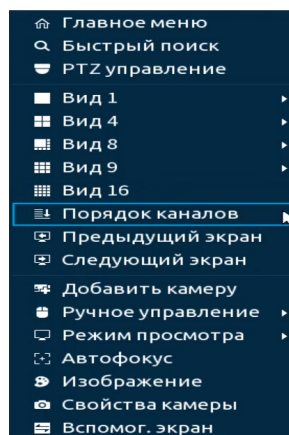 Главное меню
Быстрый поиск
PTZ управление
Вид 1
Вид 4
Вид 8
Вид 9
Вид 16
Порядок каналов
Предыдущий экран
Следующий экран
Добавить камеру
Ручное управление
Режим просмотра
Автофокус
Изображение
Свойства камеры
Вспомог. экран